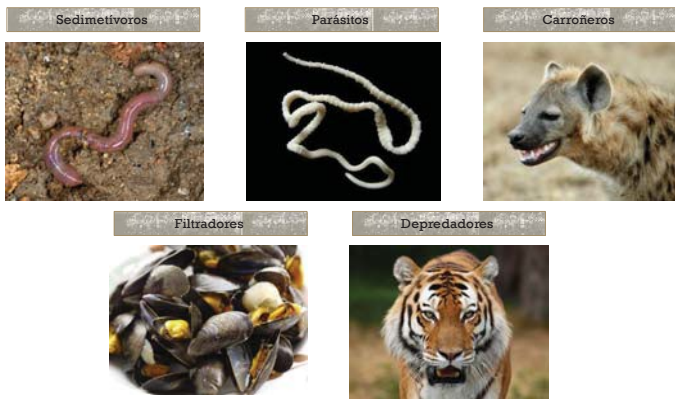 Sedimetívoros
Parásitos
Carroñeros
Filtradores
Depredadores